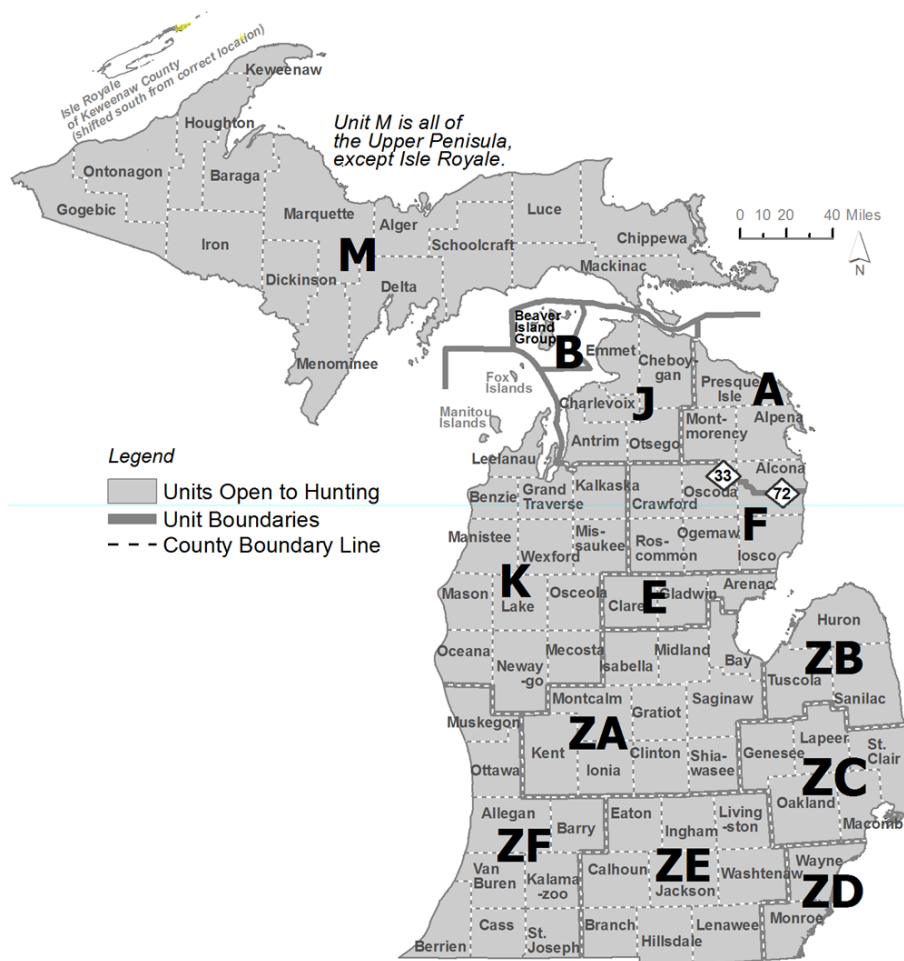 Isle Royale
of Keweenaw County
(shifted south from correct location)
Keweenaw
Houghton
Ontonagon
Baraga
Gogebic
Iron
Marquette
Dickinson
Menominee
Unit M is all of
the Upper Penisula,
except Isle Royale.
Alger
M
Delta
Schoolcraft
Luce
Chippewa
Mackinac
0 10 20 40 Miles
N
Beaver
Island
Group
B
Emmet
Cheboy-
gan
Presque
Isle
A
Fox
Islands
Manitou
Islands
Charlevoix
J
Mont-
morency
Alpena
Antrim
Otsego
Leelanau
33
Alcona
72
Legend
Units Open to Hunting
Unit Boundaries
County Boundary Line
Benzie
Grand
Traverse
Kalkaska
Crawford
Oscoda
F
Manistee
Wexford
Mis-
saukee
Ros-
common
Ogemaw
Iosco
K
Mason
Lake
Osceola
Clare
E
Gladwin
Arenac
Huron
Oceana
Neway
-go
Mecosta
Isabella
Midland
Bay
ZB
Tuscola
Sanilac
Montcalm
Gratiot
Saginaw
Muskegon
ZA
Kent
Ionia
Clinton
Shia-
wasee
Genesee
Lapeer
St.
Clair
ZC
Ottawa
Oakland
Macomb
Allegan
Barry
Eaton
Ingham
Living
-ston
ZF
Van
Buren
Kalama
-zoo
Calhoun
ZE
Jackson
Washtenaw
Wayne
ZD
Monroe
Cass
St.
Joseph
Berrien
Branch
Hillsdale
Lenawee